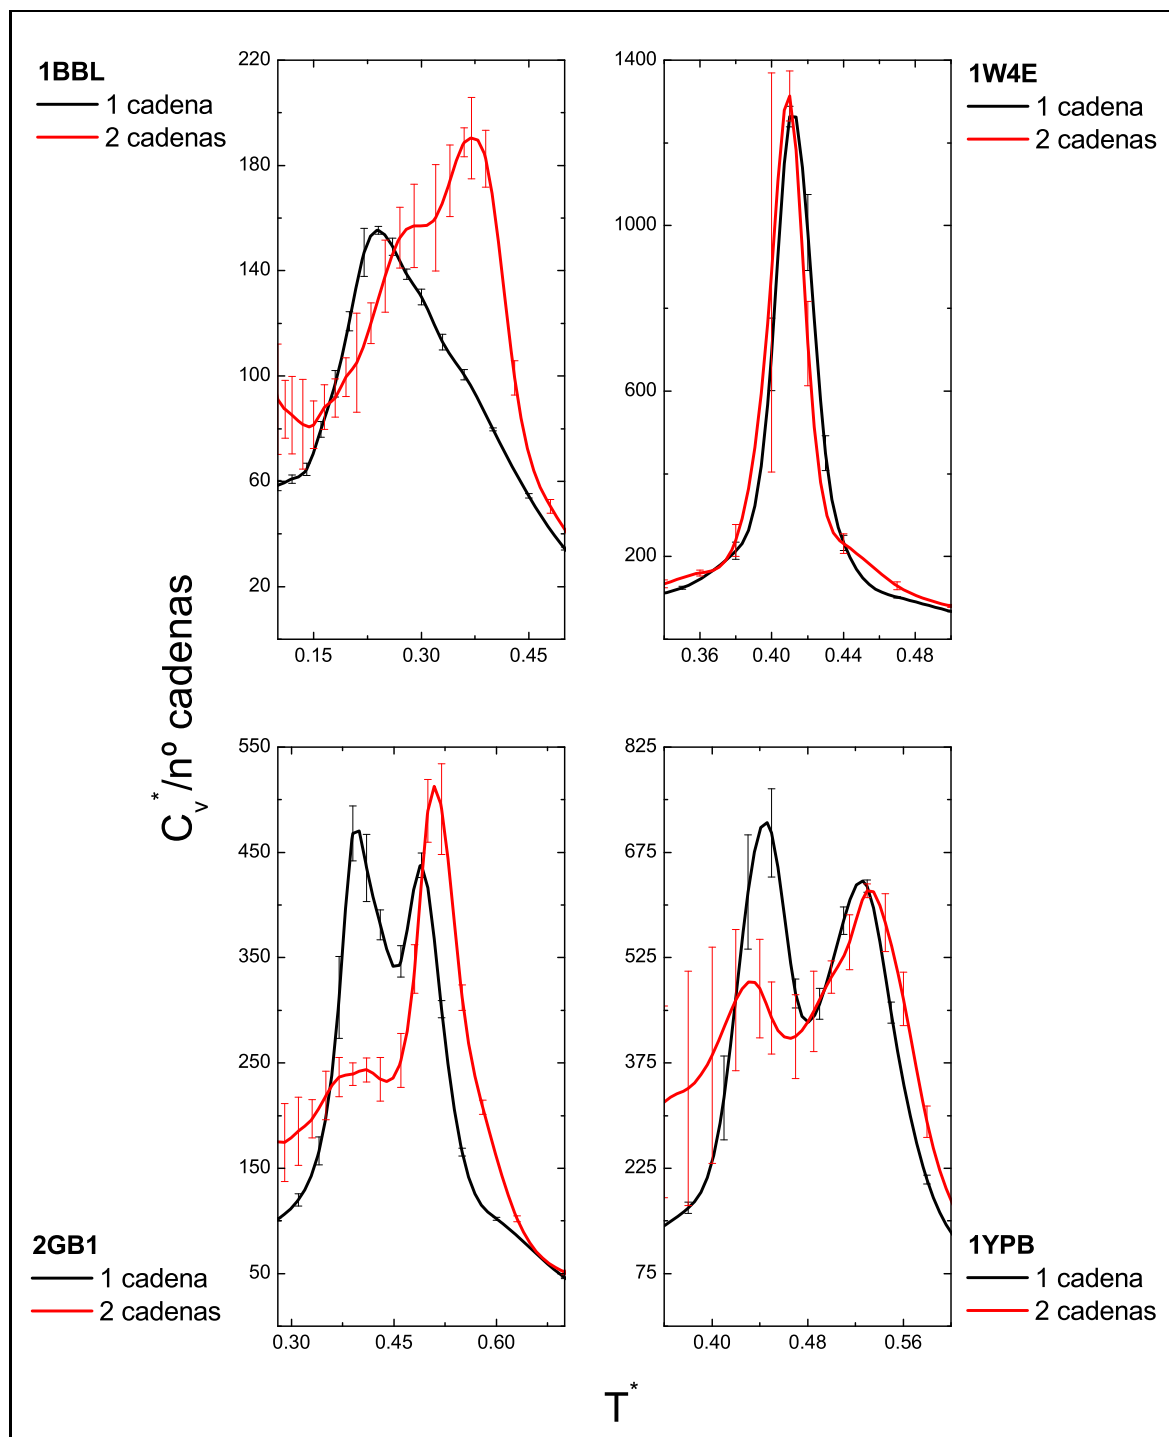 1BBL
1 cadena
2 cadenas
220
180
140
100
60
20
0.15 0.30 0.45
1W4E
1 cadena
2 cadenas
1400
1000
600
200
0.36 0.40 0.44 0.48
C_v^*/nº cadenas
2GB1
1 cadena
2 cadenas
550
450
350
250
150
50
0.30 0.45 0.60
1YPB
1 cadena
2 cadenas
825
675
525
375
225
75
0.40 0.48 0.56
T^*